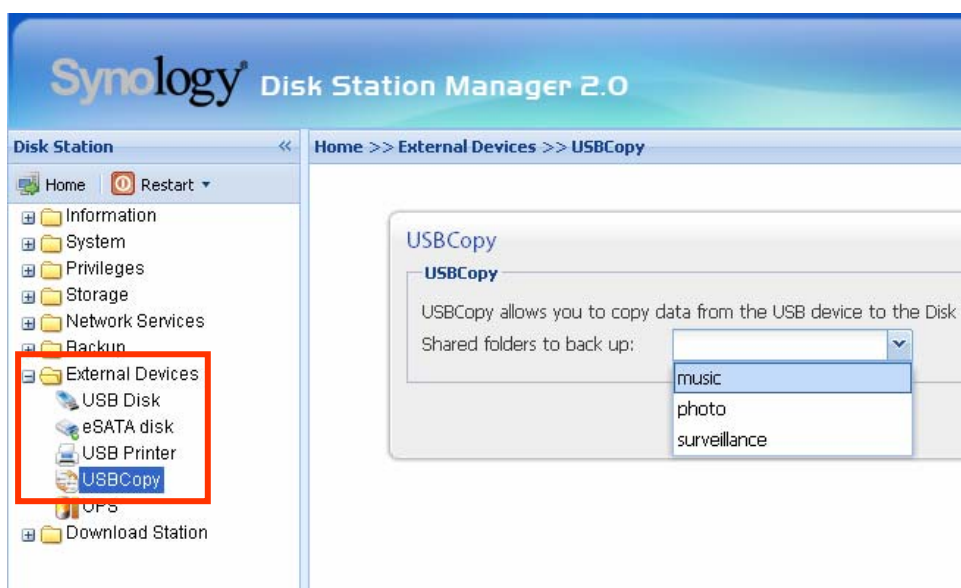 Synology Disk Station Manager 2.0
Disk Station «
Home >> External Devices >> USBCopy
Home Restart
Information
System
Privileges
Storage
Network Services
Backup
External Devices
USB Disk
eSATA disk
USB Printer
USBCopy
UPS
Download Station
USBCopy
USBCopy
USBCopy allows you to copy data from the USB device to the Disk
Shared folders to back up:
music
photo
surveillance